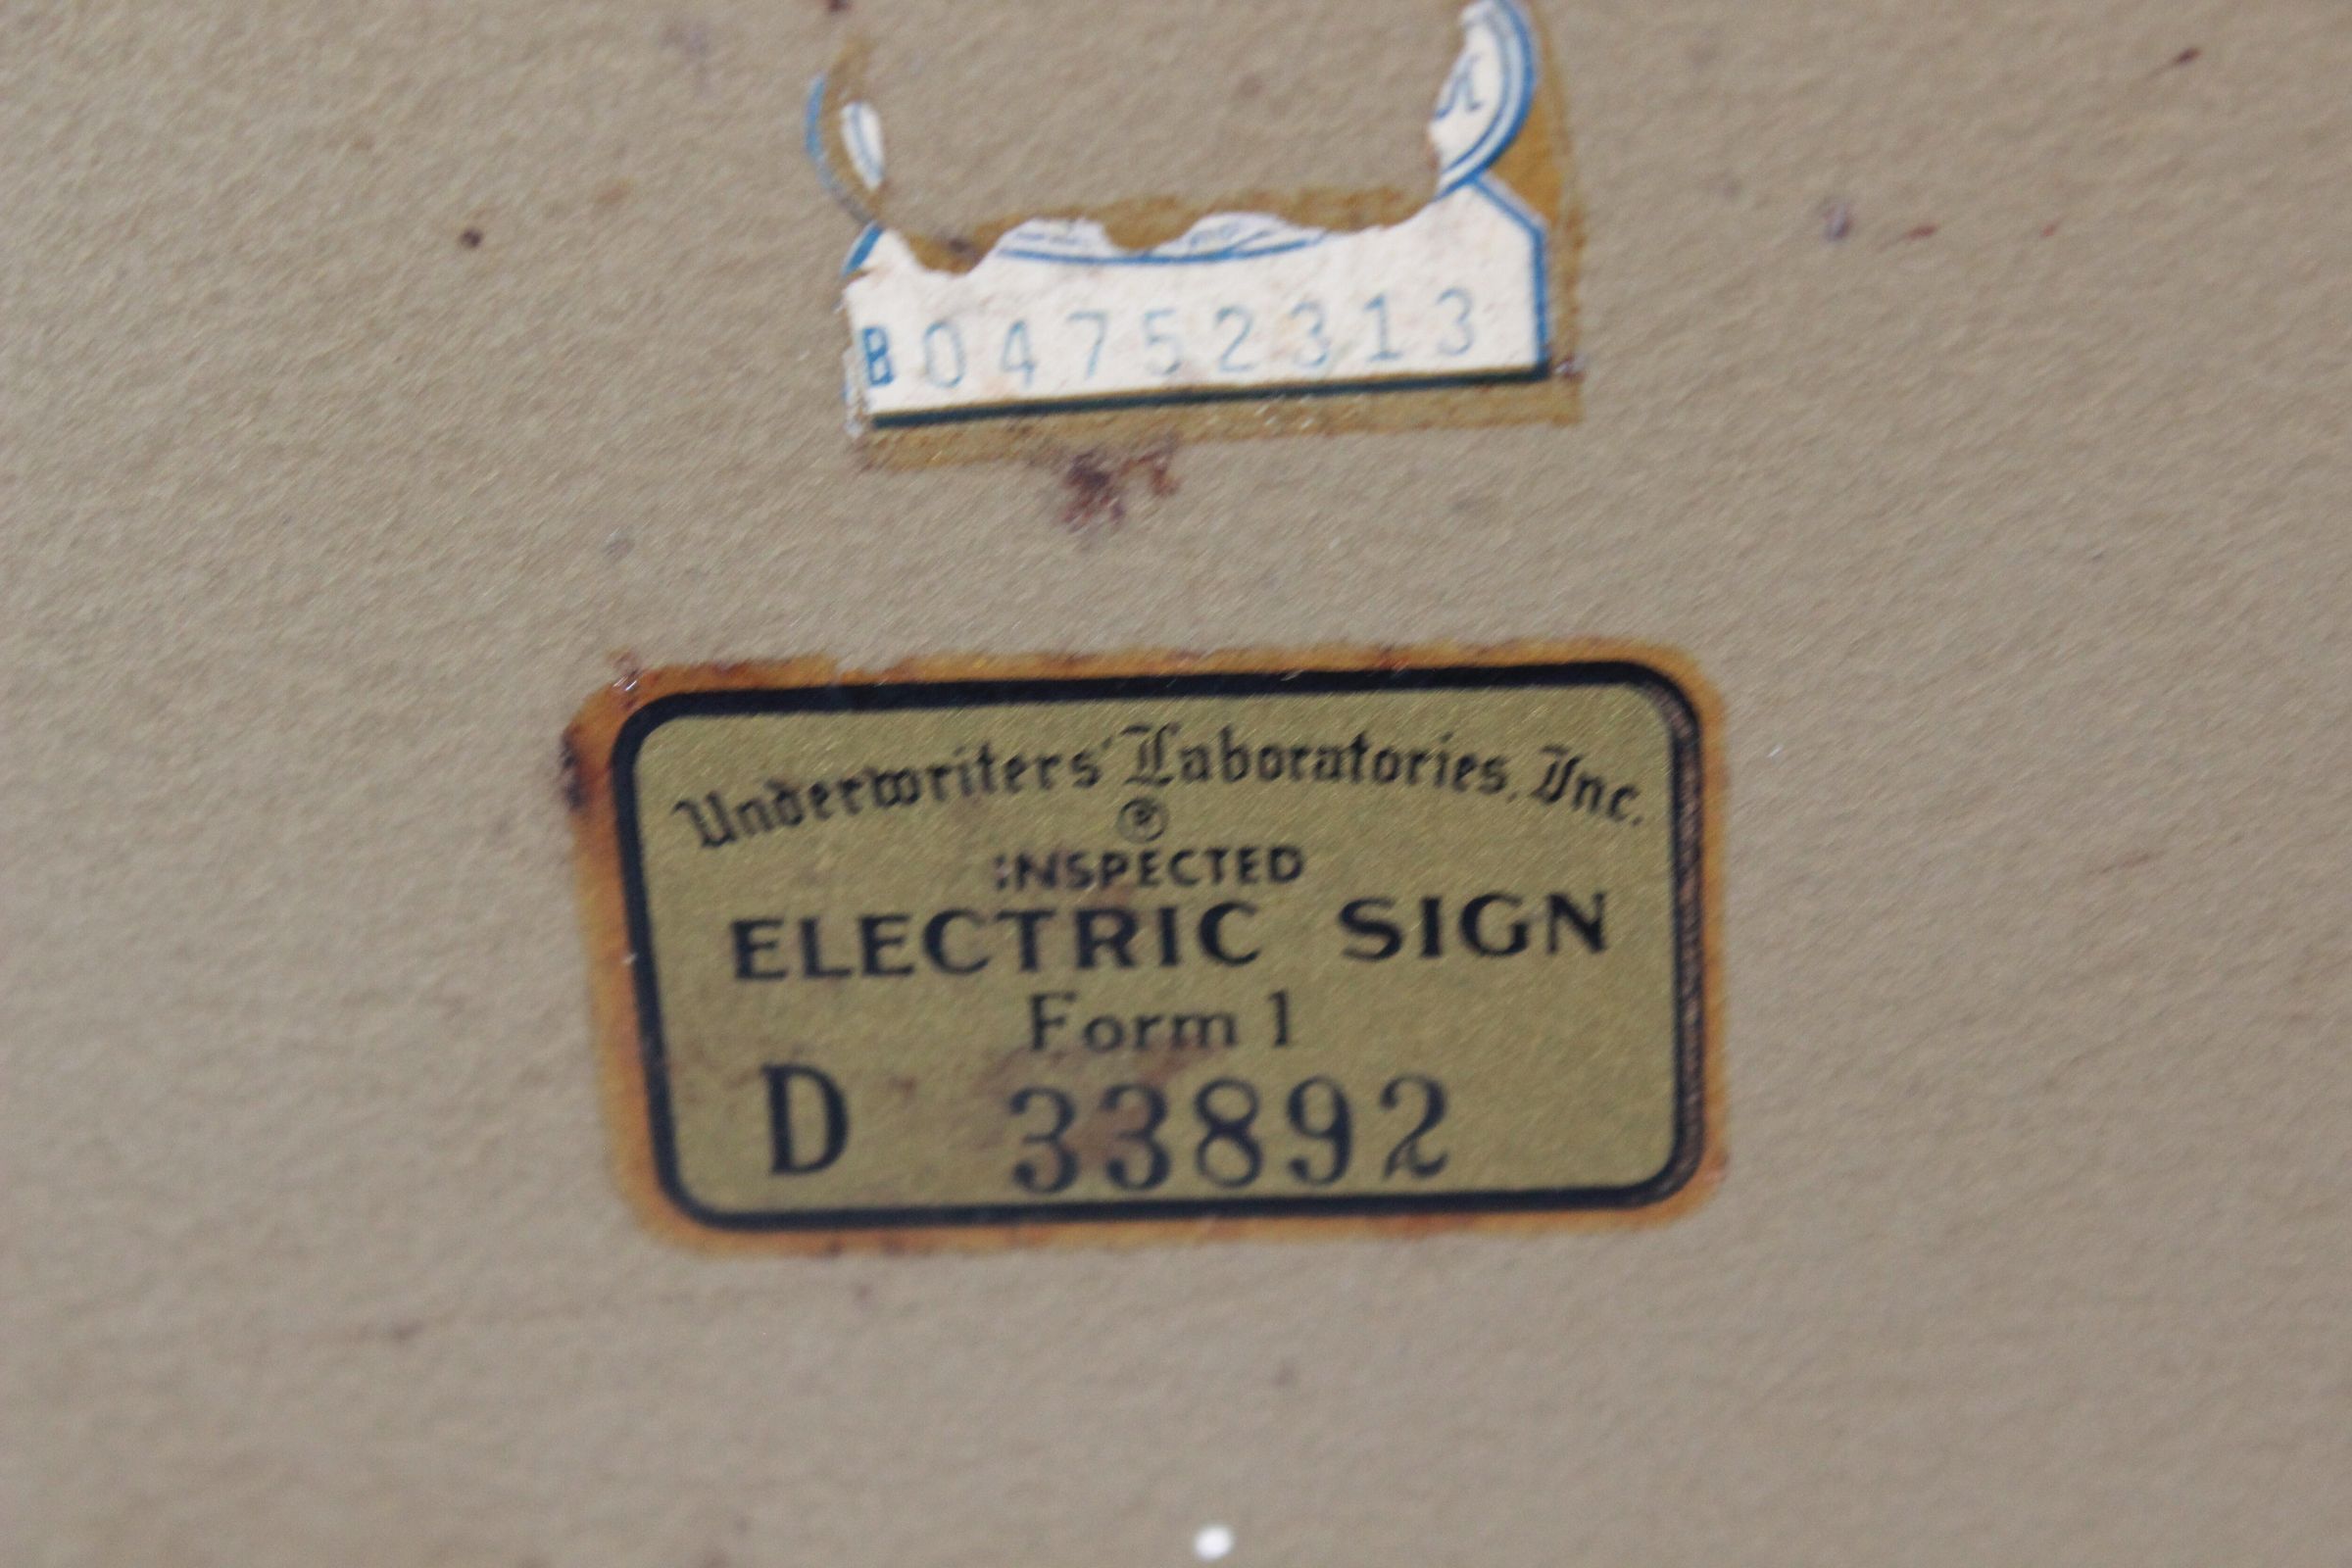 B04752313
Underwriters' Laboratories, Inc.
®
INSPECTED
ELECTRIC SIGN
Form 1
D 33892